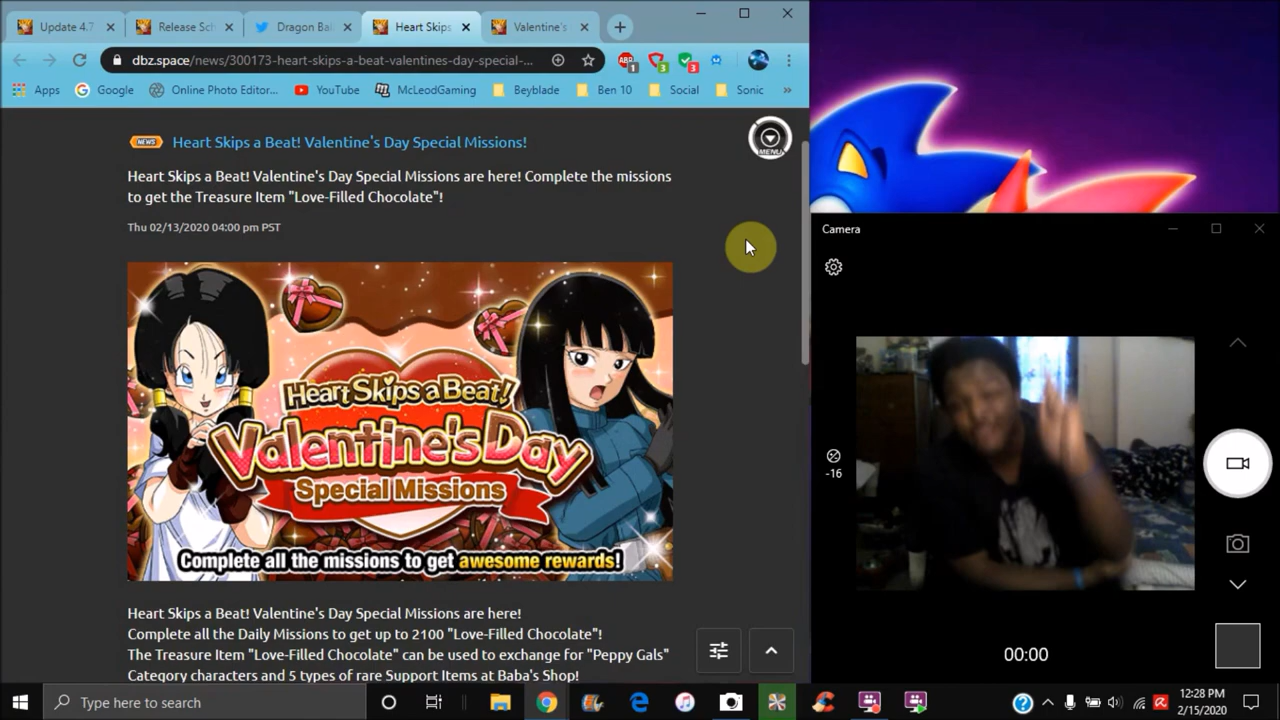 Update 4.7
Release Sch
Dragon Bal
Heart Skips
Valentine's
dbz.space/news/300173-heart-skips-a-beat-valentines-day-special-...
ABP
1
3
3
Apps
Google
Online Photo Editor...
YouTube
McLeodGaming
Beyblade
Ben 10
Social
Sonic
»
NEWS
Heart Skips a Beat! Valentine's Day Special Missions!
MENU
Heart Skips a Beat! Valentine's Day Special Missions are here! Complete the missions
to get the Treasure Item "Love-Filled Chocolate"!
Thu 02/13/2020 04:00 pm PST
Heart Skips a Beat!
Valentine's Day
Special Missions
Complete all the missions to get awesome rewards!
Heart Skips a Beat! Valentine's Day Special Missions are here!
Complete all the Daily Missions to get up to 2100 "Love-Filled Chocolate"!
The Treasure Item "Love-Filled Chocolate" can be used to exchange for "Peppy Gals"
Category characters and 5 types of rare Support Items at Baba's Shop!
Camera
-16
00:00
Type here to search
12:28 PM
2/15/2020